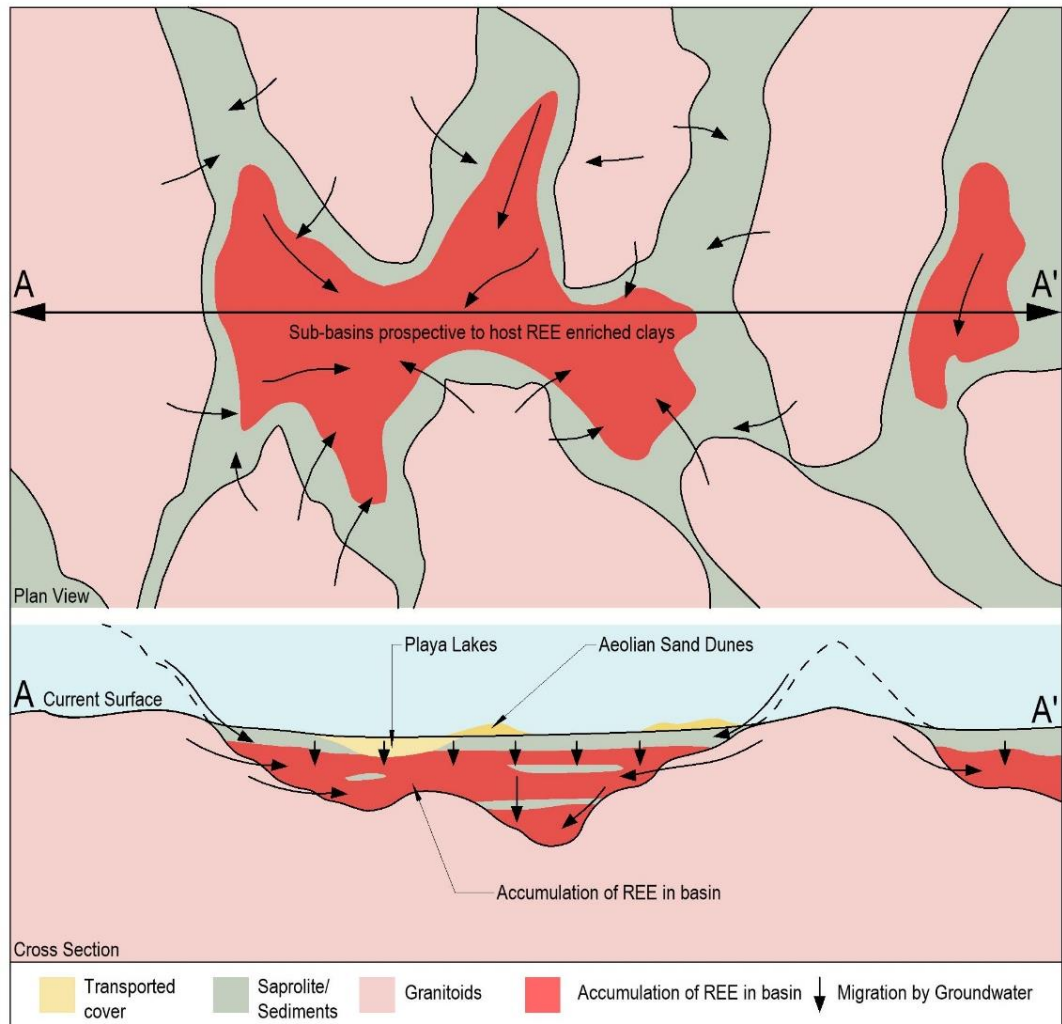 A
A'
Sub-basins prospective to host REE enriched clays
Plan View
Playa Lakes
Aeolian Sand Dunes
A
Current Surface
A'
Accumulation of REE in basin
Cross Section
Transported
cover
Saprolite/
Sediments
Granitoids
Accumulation of REE in basin
Migration by Groundwater